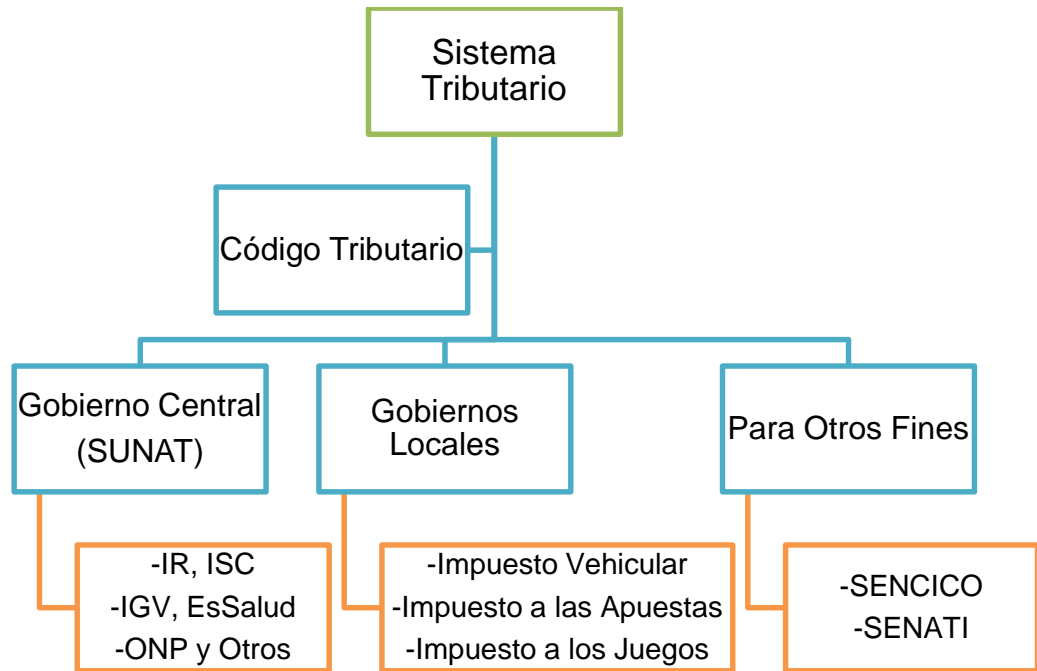 Sistema
Tributario
Código Tributario
Gobierno Central
(SUNAT)
Gobiernos
Locales
Para Otros Fines
-IR, ISC
-IGV, EsSalud
-ONP y Otros
-Impuesto Vehicular
-Impuesto a las Apuestas
-Impuesto a los Juegos
-SENCICO
-SENATI